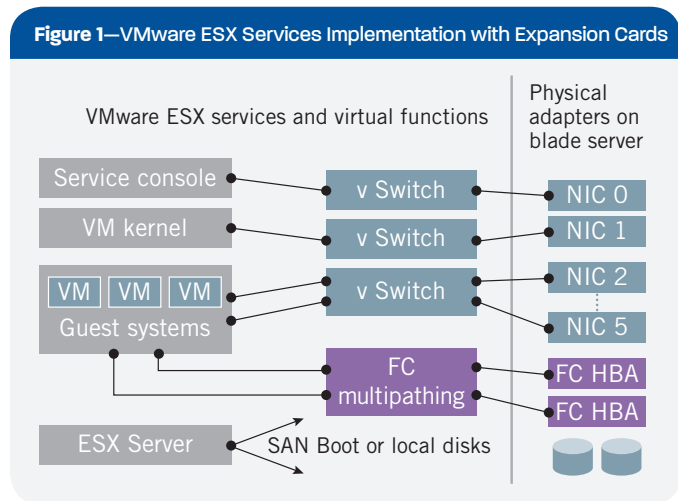 Figure 1—VMware ESX Services Implementation with Expansion Cards
VMware ESX services and virtual functions
Physical
adapters on
blade server
Service console
v Switch
NIC 0
VM kernel
v Switch
NIC 1
VM VM VM
Guest systems
v Switch
NIC 2
NIC 5
FC
multipathing
FC HBA
FC HBA
ESX Server
SAN Boot or local disks